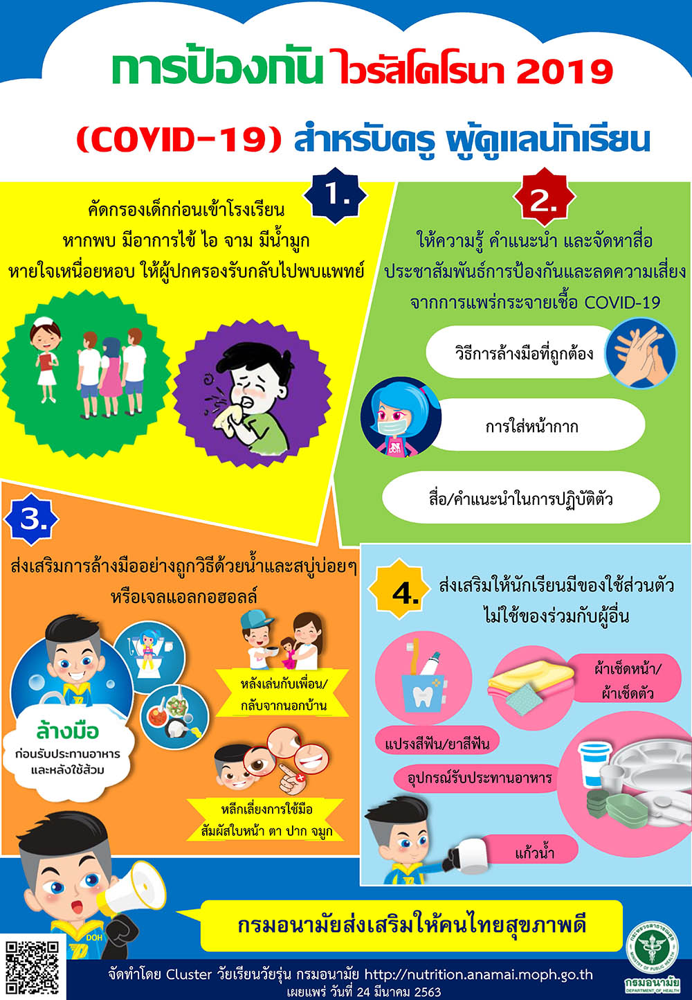 การป้องกัน ไวรัสโคโรนา 2019
(COVID-19) สำหรับครู ผู้ดูแลนักเรียน
1.
คัดกรองเด็กก่อนเข้าโรงเรียน
หากพบ มีอาการไข้ ไอ จาม มีน้ำมูก
หายใจเหนื่อยหอบ ให้ผู้ปกครองรับกลับไปพบแพทย์
2.
ให้ความรู้ คำแนะนำ และจัดหาสื่อ
ประชาสัมพันธ์การป้องกันและลดความเสี่ยง
จากการแพร่กระจายเชื้อ COVID-19
วิธีการล้างมือที่ถูกต้อง
การใส่หน้ากาก
N
DOH
สื่อ/คำแนะนำในการปฏิบัติตัว
3.
ส่งเสริมการล้างมืออย่างถูกวิธีด้วยน้ำและสบู่บ่อยๆ
หรือเจลแอลกอฮอลล์
ล้างมือ
ก่อนรับประทานอาหาร
และหลังใช้ส้วม
หลังเล่นกับเพื่อน/
กลับจากนอกบ้าน
หลีกเลี่ยงการใช้มือ
สัมผัสใบหน้า ตา ปาก จมูก
4.
ส่งเสริมให้นักเรียนมีของใช้ส่วนตัว
ไม่ใช้ของร่วมกับผู้อื่น
ผ้าเช็ดหน้า/
ผ้าเช็ดตัว
แปรงสีฟัน/ยาสีฟัน
อุปกรณ์รับประทานอาหาร
แก้วน้ำ
DOH
กรมอนามัยส่งเสริมให้คนไทยสุขภาพดี
จัดทำโดย Cluster วัยเรียนวัยรุ่น กรมอนามัย http://nutrition.anamai.moph.go.th
เผยแพร่ วันที่ 24 มีนาคม 2563
กระทรวงสาธารณสุข
MINISTRY OF PUBLIC HEALTH
กรมอนามัย
DEPARTMENT OF HEALTH